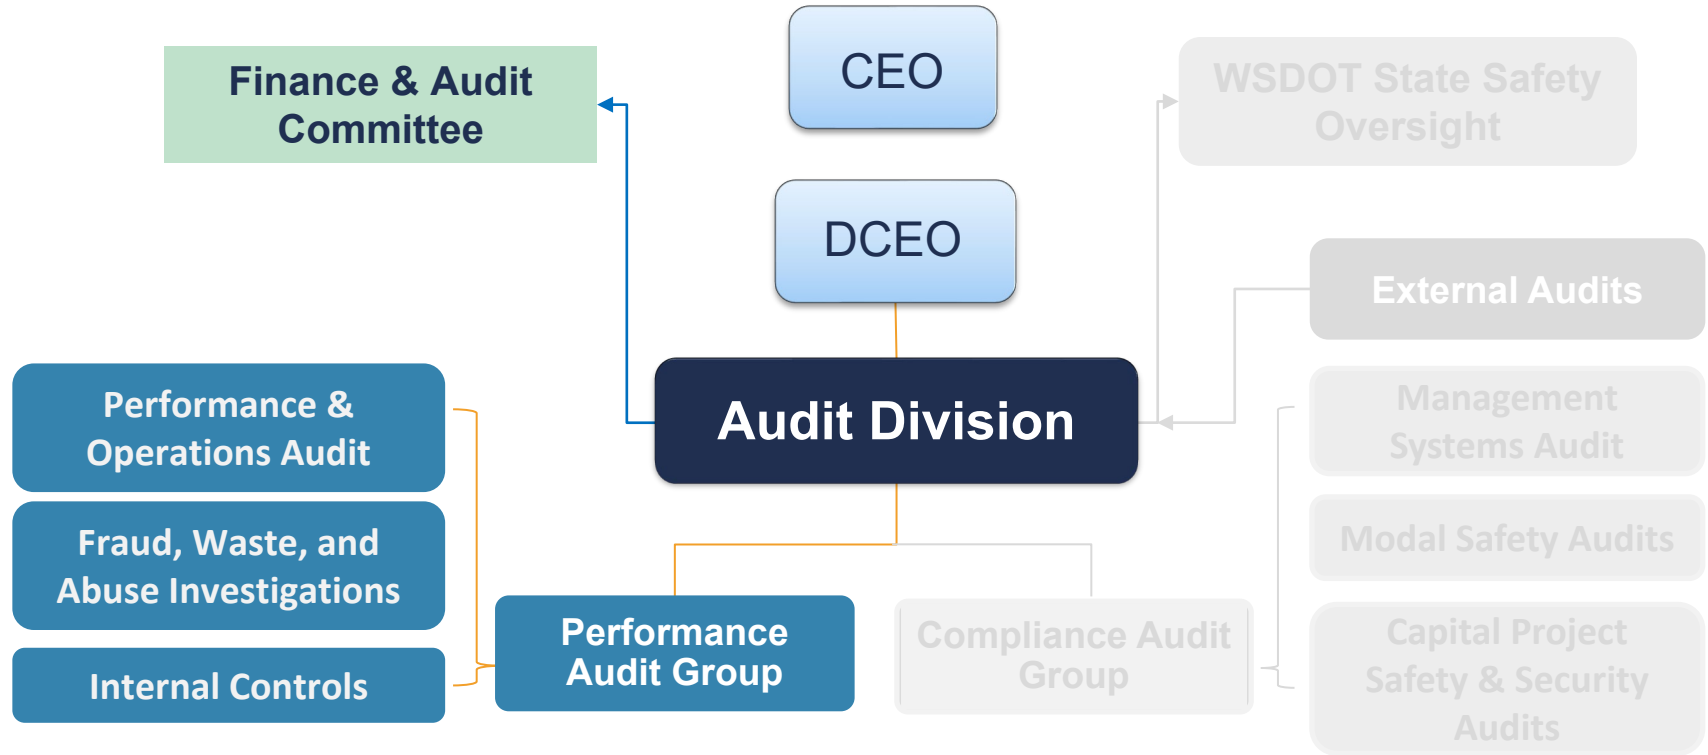 CEO
Finance & Audit
Committee
WSDOT State Safety
Oversight
DCEO
External Audits
Audit Division
Performance &
Operations Audit
Fraud, Waste, and
Abuse Investigations
Internal Controls
Performance
Audit Group
Compliance Audit
Group
Management
Systems Audit
Modal Safety Audits
Capital Project
Safety & Security
Audits